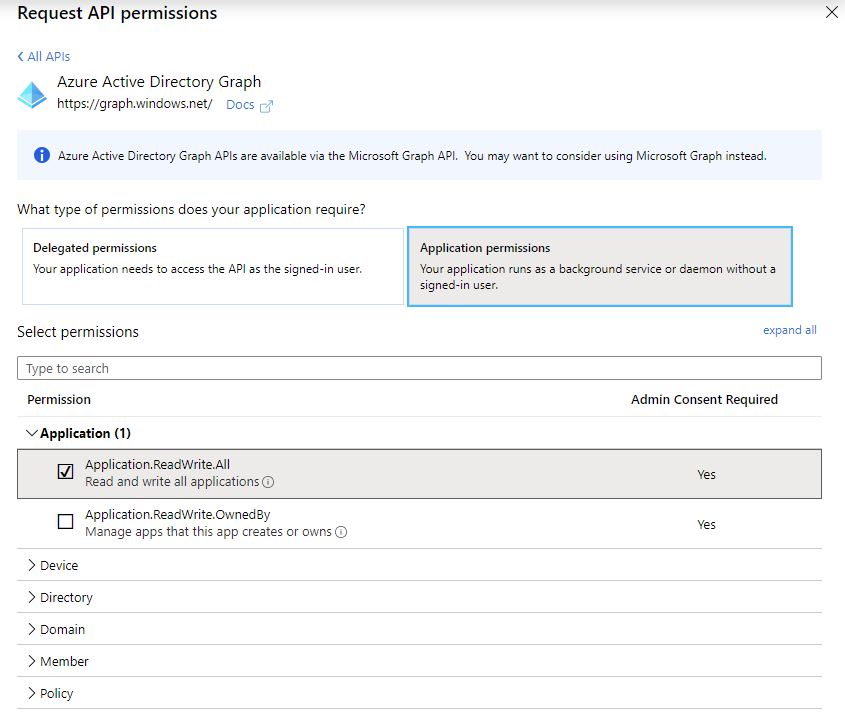 Request API permissions
All APIs
Azure Active Directory Graph
https://graph.windows.net/ Docs
Azure Active Directory Graph APIs are available via the Microsoft Graph API. You may want to consider using Microsoft Graph instead.
What type of permissions does your application require?
Delegated permissions
Your application needs to access the API as the signed-in user.
Application permissions
Your application runs as a background service or daemon without a
signed-in user.
Select permissions
expand all
Type to search
Permission Admin Consent Required
Application (1)
Application.ReadWrite.All
Read and write all applications
Yes
Application.ReadWrite.OwnedBy
Manage apps that this app creates or owns
Yes
Device
Directory
Domain
Member
Policy